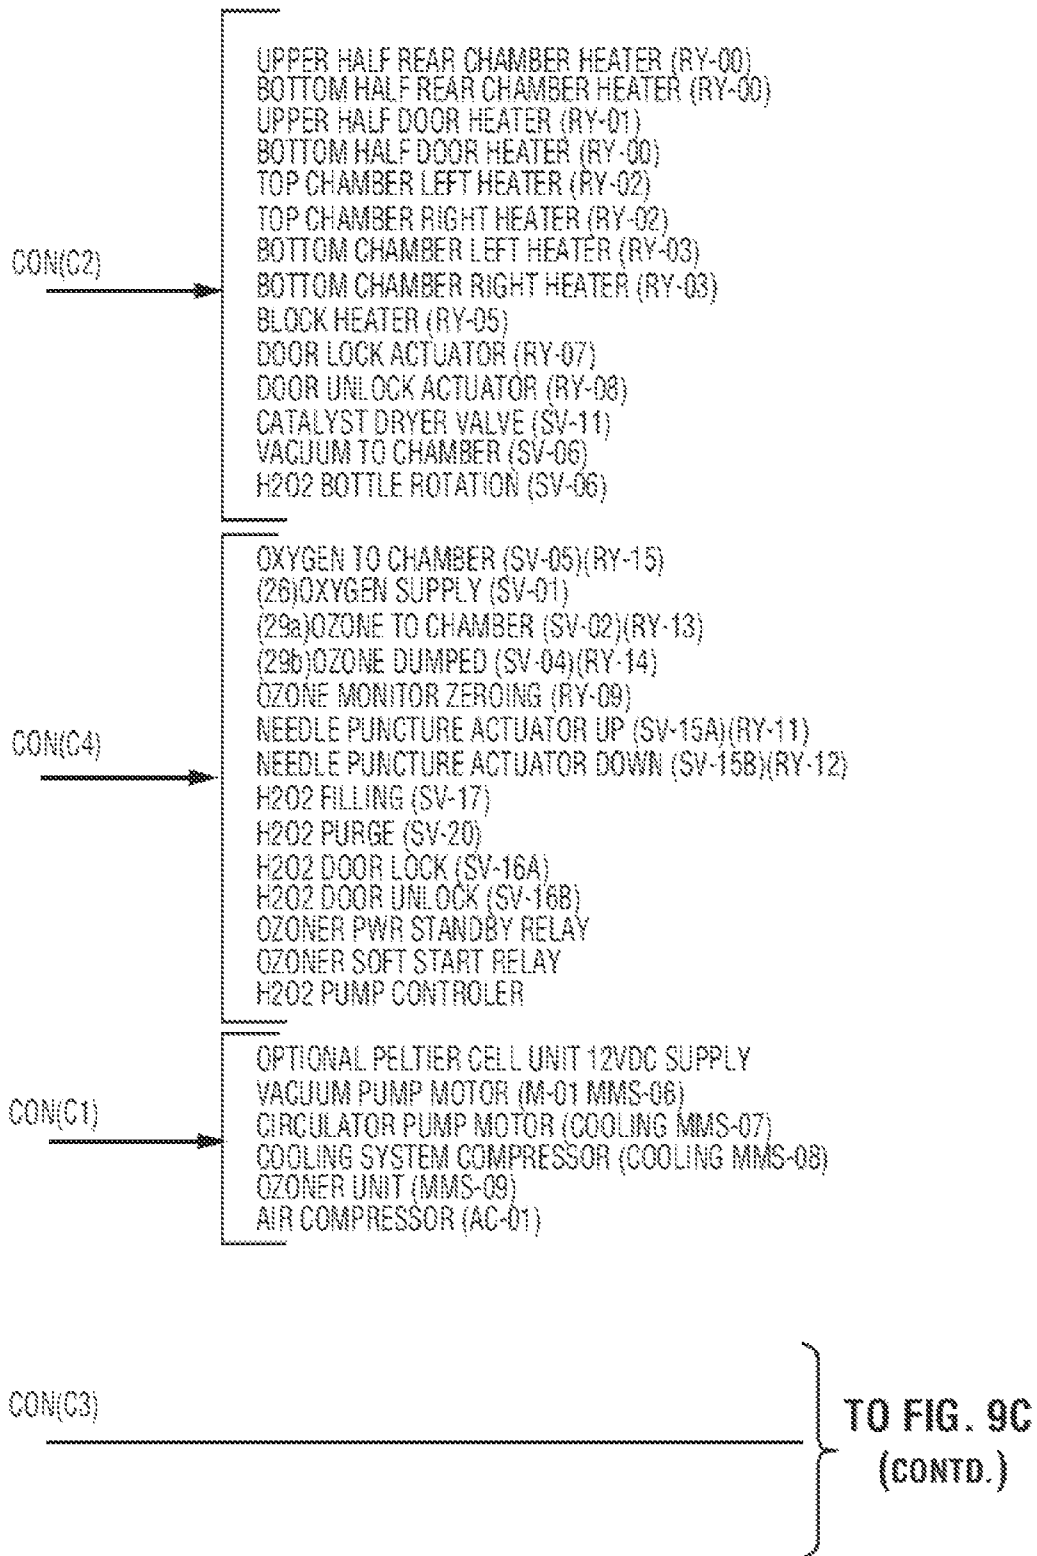 UPPER HALF REAR CHAMBER HEATER (RY-00)
BOTTOM HALF REAR CHAMBER HEATER (RY-00)
UPPER HALF DOOR HEATER (RY-01)
BOTTOM HALF DOOR HEATER (RY-00)
TOP CHAMBER LEFT HEATER (RY-02)
TOP CHAMBER RIGHT HEATER (RY-02)
BOTTOM CHAMBER LEFT HEATER (RY-03)
CON(C2)
BOTTOM CHAMBER RIGHT HEATER (RY-03)
BLOCK HEATER (RY-05)
DOOR LOCK ACTUATOR (RY-07)
DOOR UNLOCK ACTUATOR (RY-08)
CATALYST DRYER VALVE (SV-11)
VACUUM TO CHAMBER (SV-06)
H2O2 BOTTLE ROTATION (SV-06)
OXYGEN TO CHAMBER (SV-05)(RY-15)
(26)OXYGEN SUPPLY (SV-01)
(29a)OZONE TO CHAMBER (SV-02)(RY-13)
(29b)OZONE DUMPED (SV-04)(RY-14)
OZONE MONITOR ZEROING (RY-09)
NEEDLE PUNCTURE ACTUATOR UP (SV-15A)(RY-11)
CON(C4)
NEEDLE PUNCTURE ACTUATOR DOWN (SV-15B)(RY-12)
H2O2 FILLING (SV-17)
H2O2 PURGE (SV-20)
H2O2 DOOR LOCK (SV-16A)
H2O2 DOOR UNLOCK (SV-16B)
OZONER PWR STANDBY RELAY
OZONER SOFT START RELAY
H2O2 PUMP CONTROLER
OPTIONAL PELTIER CELL UNIT 12VDC SUPPLY
VACUUM PUMP MOTOR (M-01 MMS-06)
CON(C1)
CIRCULATOR PUMP MOTOR (COOLING MMS-07)
COOLING SYSTEM COMPRESSOR (COOLING MMS-08)
OZONER UNIT (MMS-09)
AIR COMPRESSOR (AC-01)
CON(C3)
TO FIG. 9C
(CONTD.)